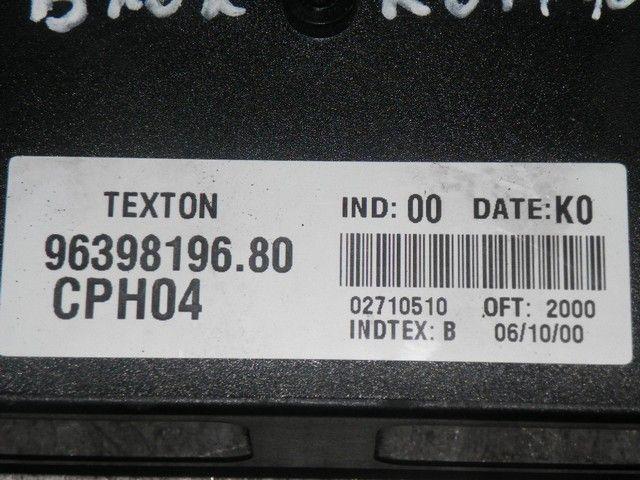 TEXTON IND: 00 DATE: K0
96398196.80
CPH04
02710510 OFT: 2000
INDTEX: B 06/10/00